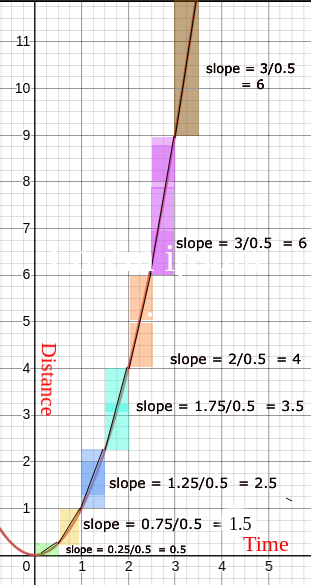 11
slope = 3/0.5
= 6
10
9
8
7
slope = 3/0.5 = 6
6
5
slope = 2/0.5 = 4
4
Distance
slope = 1.75/0.5 = 3.5
3
2
slope = 1.25/0.5 = 2.5
1
slope = 0.75/0.5 = 1.5
Time
slope = 0.25/0.5 = 0.5
0 1 2 3 4 5